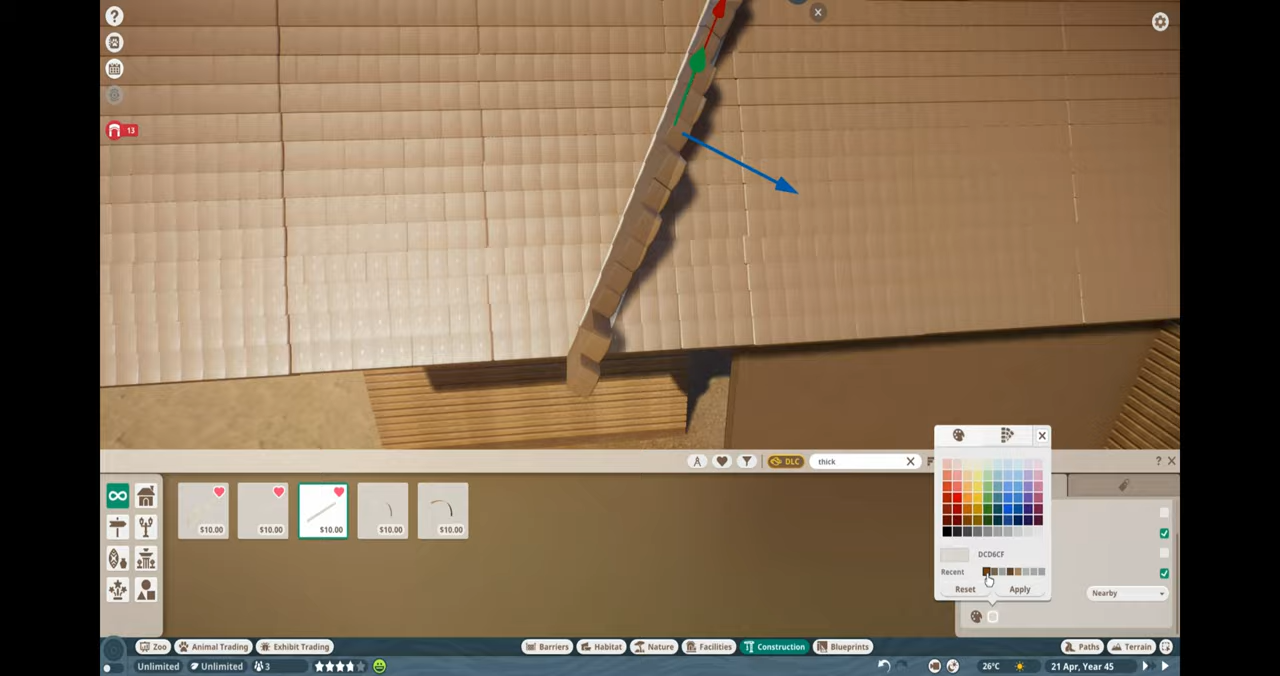 ?
13
DLC
thick
?
$10.00
$10.00
$10.00
$10.00
$10.00
DCD6CF
Recent
Reset
Apply
Nearby
Zoo
Animal Trading
Exhibit Trading
Barriers
Habitat
Nature
Facilities
Construction
Blueprints
Paths
Terrain
Unlimited
Unlimited
3
26°C
21 Apr, Year 45